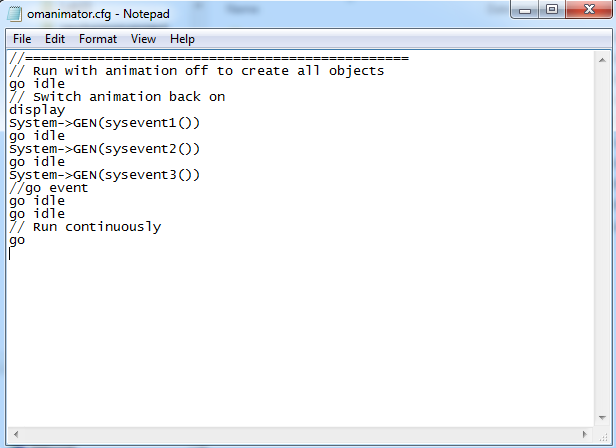 omanimator.cfg - Notepad
File Edit Format View Help
//================================================
// Run with animation off to create all objects
go idle
// Switch animation back on
display
System->GEN(sysevent1())
go idle
System->GEN(sysevent2())
go idle
System->GEN(sysevent3())
//go event
go idle
go idle
// Run continuously
go